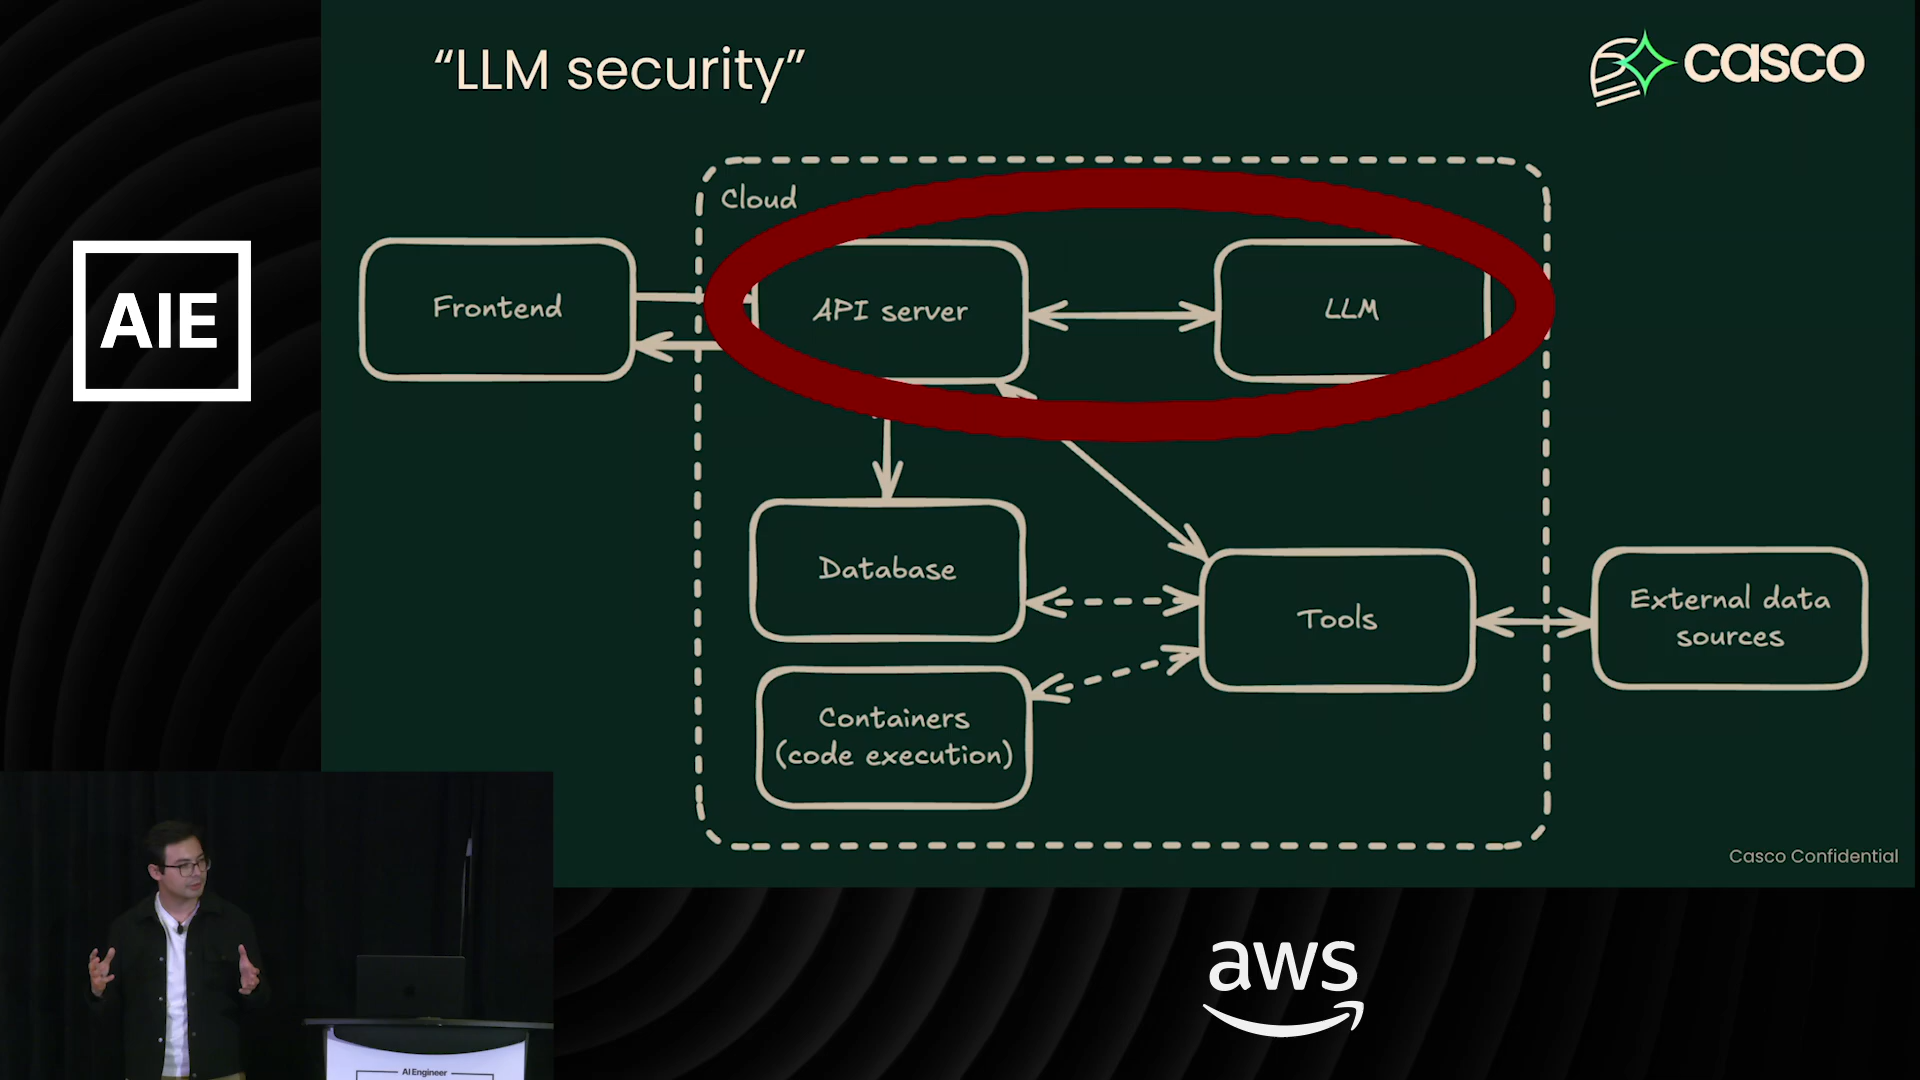 “LLM security”
casco
Cloud
Frontend
API server
LLM
AIE
Database
Tools
External data
sources
Containers
(code execution)
Casco Confidential
aws
AI Engineer